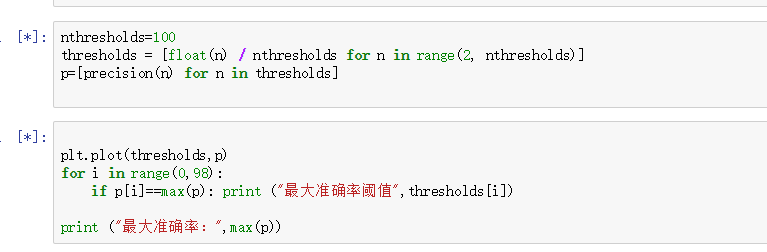 [*]:
nthresholds=100
thresholds = [float(n) / nthresholds for n in range(2, nthresholds)]
p=[precision(n) for n in thresholds]
[*]:
plt.plot(thresholds,p)
for i in range(0,98):
    if p[i]==max(p): print ("最大准确率阈值",thresholds[i])
print ("最大准确率：",max(p))